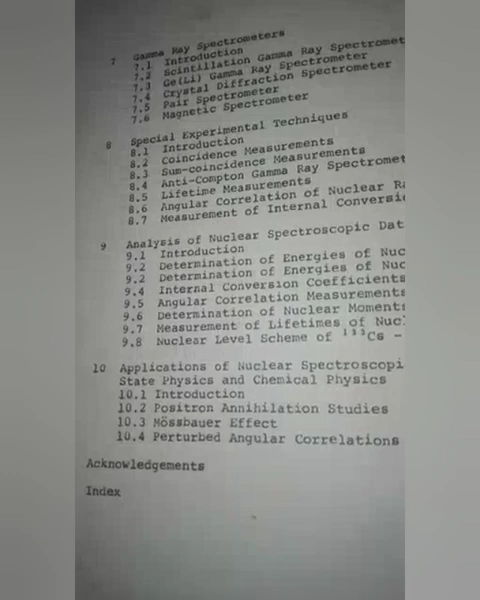 7 Gamma Ray Spectrometers
7.1 Introduction
7.2 Scintillation Gamma Ray Spectromet
7.3 Ge(Li) Gamma Ray Spectrometer
7.4 Crystal Diffraction Spectrometer
7.5 Pair Spectrometer
7.6 Magnetic Spectrometer
8 Special Experimental Techniques
8.1 Introduction
8.2 Coincidence Measurements
8.3 Sum-coincidence Measurements
8.4 Anti-Compton Gamma Ray Spectromet
8.5 Lifetime Measurements
8.6 Angular Correlation of Nuclear Ra
8.7 Measurement of Internal Conversi
9 Analysis of Nuclear Spectroscopic Dat
9.1 Introduction
9.2 Determination of Energies of Nuc
9.2 Determination of Energies of Nuc
9.4 Internal Conversion Coefficients
9.5 Angular Correlation Measurements
9.6 Determination of Nuclear Moments
9.7 Measurement of Lifetimes of Nuc
9.8 Nuclear Level Scheme of ¹³³Cs -
10 Applications of Nuclear Spectroscopi
State Physics and Chemical Physics
10.1 Introduction
10.2 Positron Annihilation Studies
10.3 Mössbauer Effect
10.4 Perturbed Angular Correlations
Acknowledgements
Index